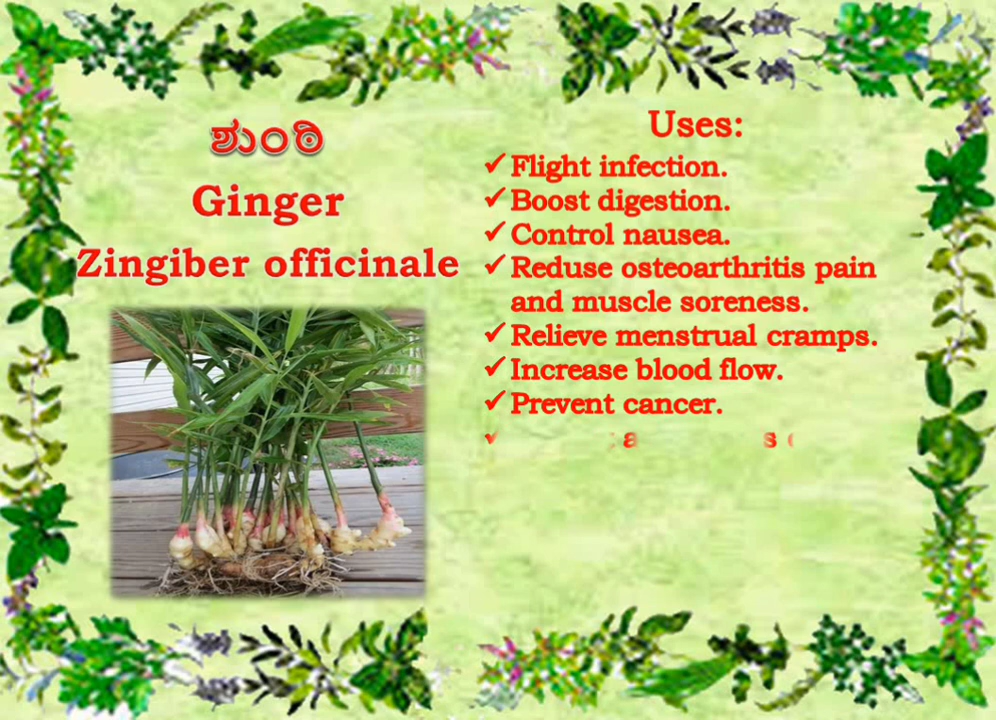 ಶುಂಠಿ
Ginger
Zingiber officinale
Uses:
✓Flight infection.
✓Boost digestion.
✓Control nausea.
✓Reduse osteoarthritis pain
and muscle soreness.
✓Relieve menstrual cramps.
✓Increase blood flow.
✓Prevent cancer.